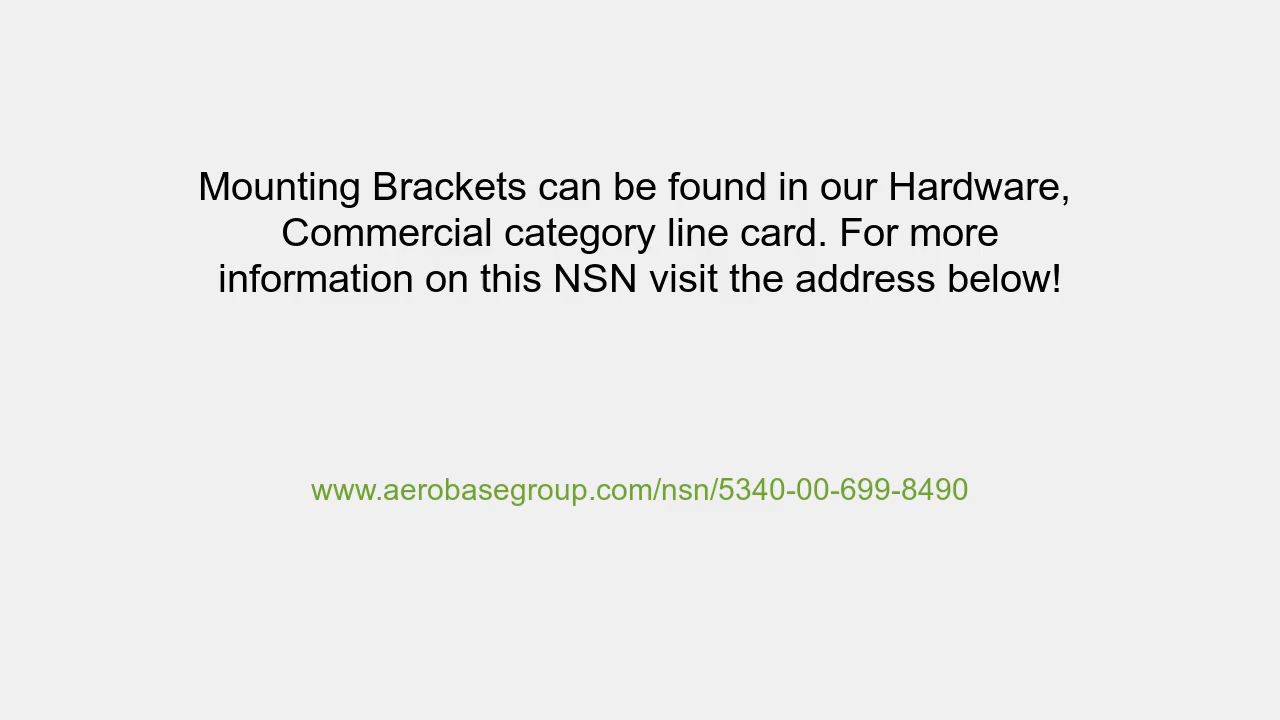 Mounting Brackets can be found in our Hardware,
Commercial category line card. For more
information on this NSN visit the address below!
www.aerobasegroup.com/nsn/5340-00-699-8490